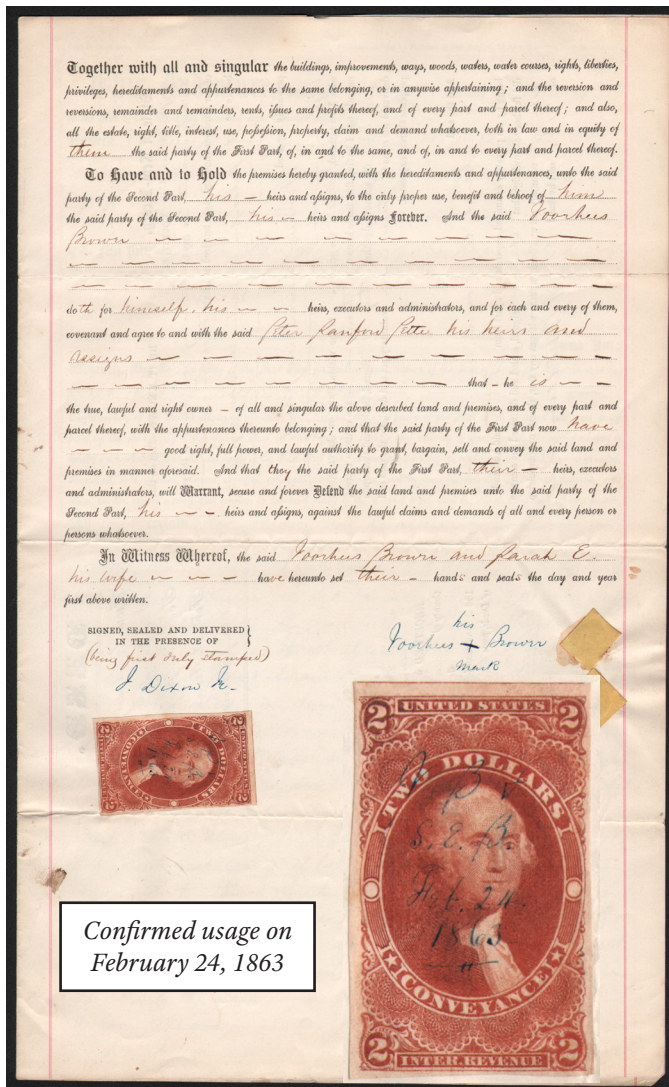 Together with all and singular the buildings, improvements, ways, woods, waters, water courses, rights, liberties,
privileges, hereditaments and appurtenances to the same belonging, or in anywise appertaining; and the reversion and
reversions, remainder and remainders, rents, issues and profits thereof, and of every part and parcel thereof; and also,
all the estate, right, title, interest, use, possession, property, claim and demand whatsoever, both in law and in equity of
them the said party of the First Part, of, in and to the same, and of, in and to every part and parcel thereof.
To Have and to Hold the premises hereby granted, with the hereditaments and appurtenances, unto the said
party of the Second Part, his – heirs and assigns, to the only proper use, benefit and behoof of him
the said party of the Second Part, his – heirs and assigns Forever. And the said Voorhees
Brown
doth for himself, his heirs, executors and administrators, and for each and every of them,
covenant and agree to and with the said Peter Sanford his heirs and
assigns
that – he is
the true, lawful and right owner – of all and singular the above described land and premises, and of every part and
parcel thereof, with the appurtenances thereunto belonging; and that the said party of the First Part now have
good right, full power, and lawful authority to grant, bargain, sell and convey the said land and
premises in manner aforesaid. And that they the said party of the First Part, their – heirs, executors
and administrators, will Warrant, secure and forever Defend the said land and premises unto the said party of the
Second Part, his – – heirs and assigns, against the lawful claims and demands of all and every person or
persons whatsoever.
In Witness Whereof, the said Voorhees Brown and Sarah E.
his wife have hereunto set their – hands and seals the day and year
first above written.
SIGNED, SEALED AND DELIVERED
IN THE PRESENCE OF
(being first duly stamped)
J. Dixon Jr.
his
Voorhees + Brown
mark
2 UNITED STATES 2
TWO DOLLARS
V. B.
S. E. B.
Feb. 24
1863
CONVEYANCE
2 INTER. REVENUE 2
TWO DOLLARS
CONVEYANCE
Confirmed usage on
February 24, 1863